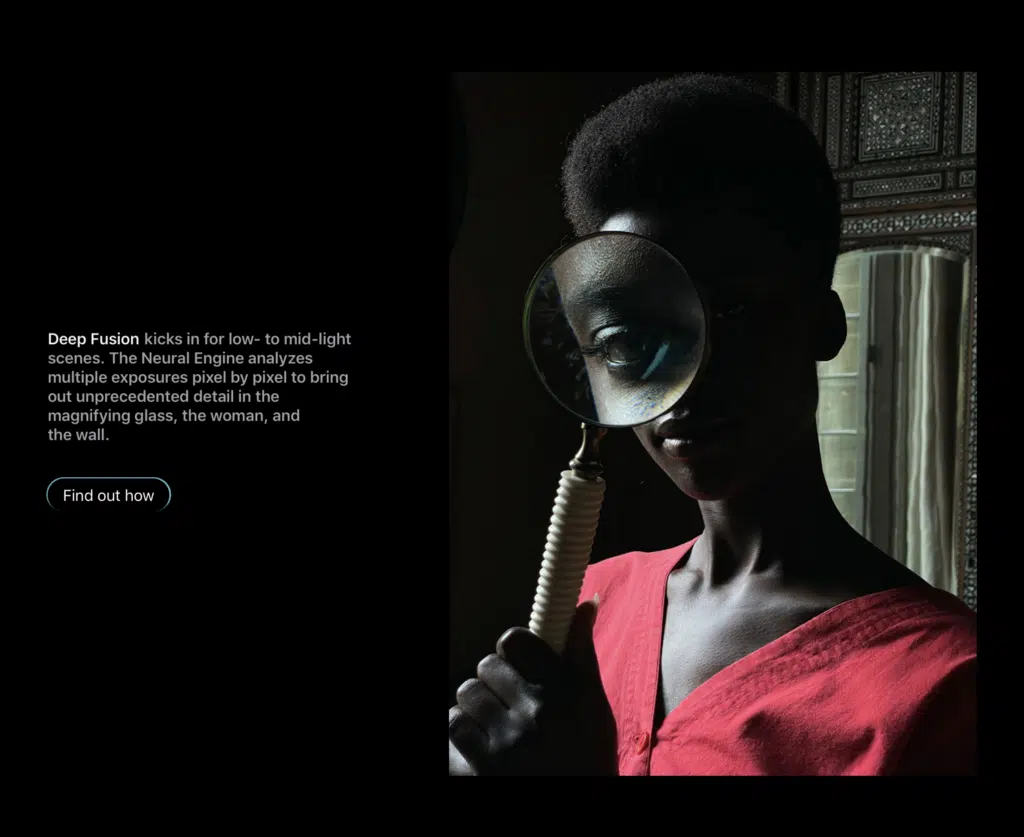 Deep Fusion kicks in for low- to mid-light
scenes. The Neural Engine analyzes
multiple exposures pixel by pixel to bring
out unprecedented detail in the
magnifying glass, the woman, and
the wall.
Find out how